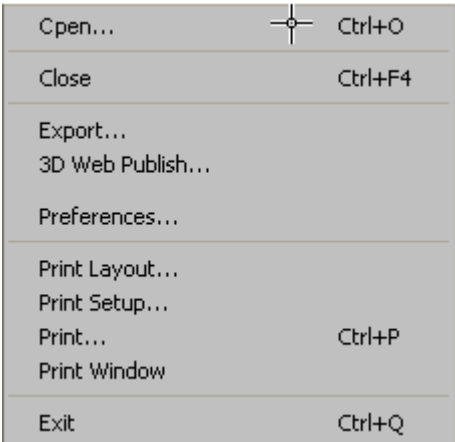 Cpen... Ctrl+O
Close Ctrl+F4
Export...
3D Web Publish...
Preferences...
Print Layout...
Print Setup...
Print... Ctrl+P
Print Window
Exit Ctrl+Q